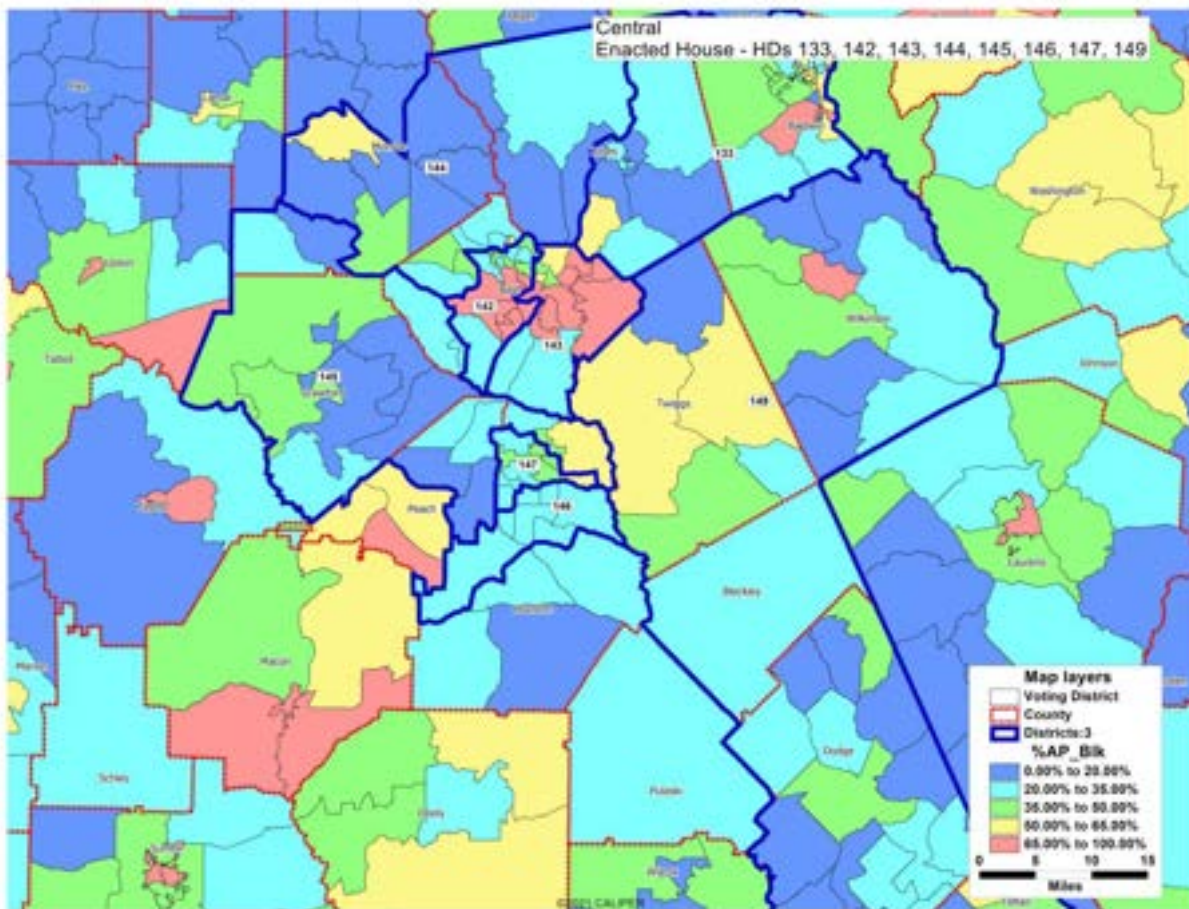 Central
Enacted House - HDs 133, 142, 143, 144, 145, 146, 147, 149
133
144
Washington
142
Wilkinson
143
Talbot
Johnson
Twiggs
149
147
Peach
146
Laurens
Bleckley
Macon
Schley
Dodge
Pulaski
Dooly
Map layers
Voting District
County
Districts:3
%AP_Blk
0.00% to 20.00%
20.00% to 35.00%
35.00% to 50.00%
50.00% to 65.00%
65.00% to 100.00%
0 5 10 15
Miles
©2021 CALIPER